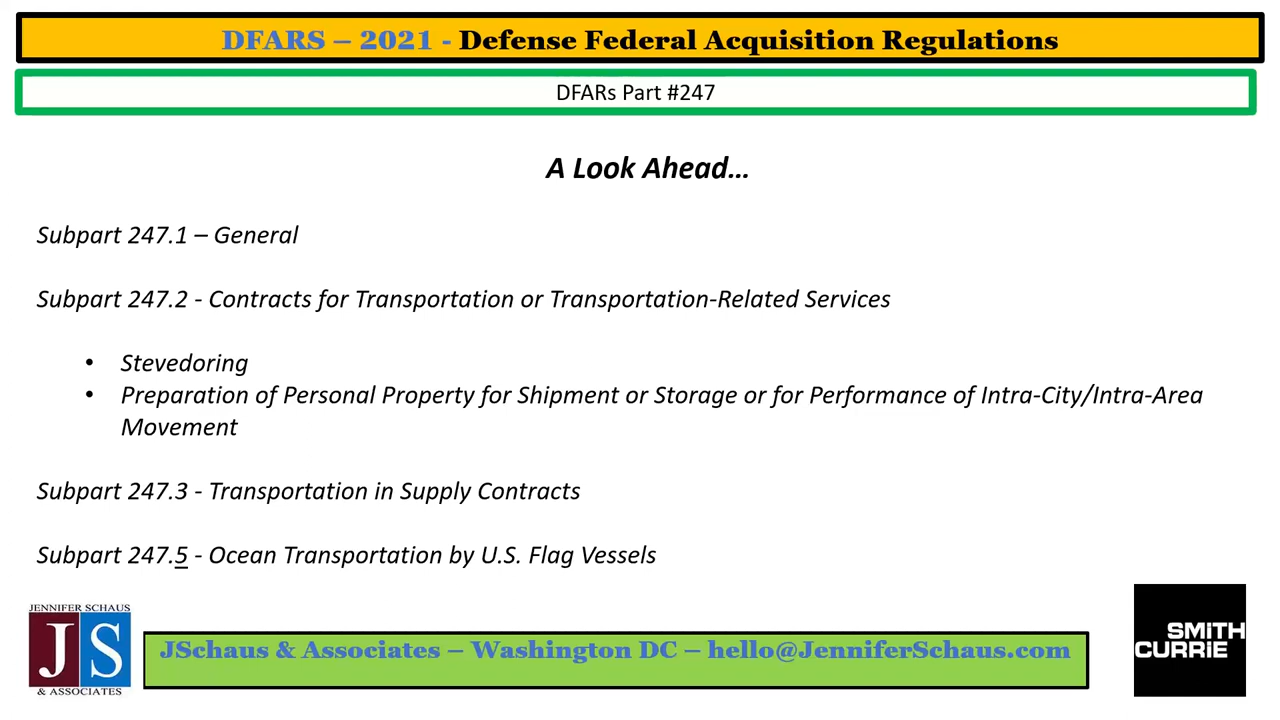 DFARS – 2021 - Defense Federal Acquisition Regulations
DFARs Part #247
A Look Ahead…
Subpart 247.1 – General
Subpart 247.2 - Contracts for Transportation or Transportation-Related Services
• Stevedoring
• Preparation of Personal Property for Shipment or Storage or for Performance of Intra-City/Intra-Area
Movement
Subpart 247.3 - Transportation in Supply Contracts
Subpart 247.5 - Ocean Transportation by U.S. Flag Vessels
JENNIFER SCHAUS
JS
& ASSOCIATES
JSchaus & Associates – Washington DC – hello@JenniferSchaus.com
SMITH
CURRIE